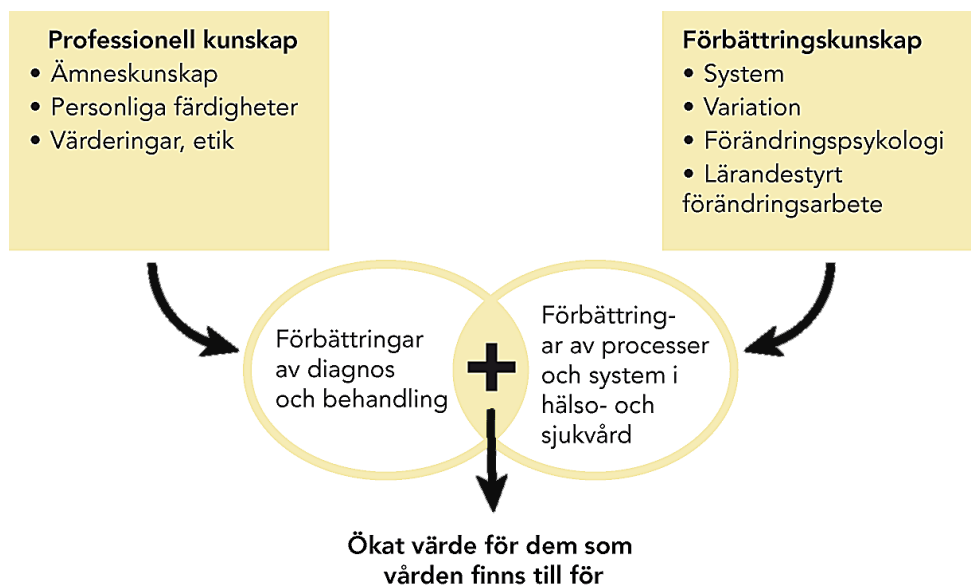 Professionell kunskap
• Ämneskunskap
• Personliga färdigheter
• Värderingar, etik
Förbättringskunskap
• System
• Variation
• Förändringspsykologi
• Lärandestyrt
förändringsarbete
Förbättringar
av diagnos
och behandling
+
Förbättring-
ar av processer
och system i
hälso- och
sjukvård
Ökat värde för dem som
vården finns till för